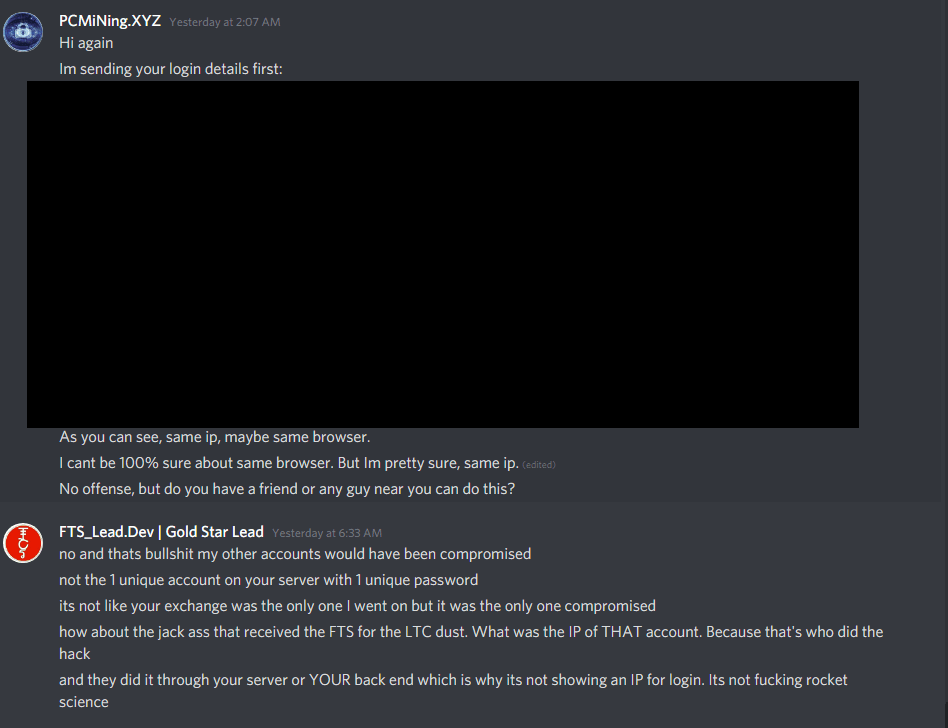 PCMiNing.XYZ Yesterday at 2:07 AM
Hi again
Im sending your login details first:
As you can see, same ip, maybe same browser.
I cant be 100% sure about same browser. But Im pretty sure, same ip. (edited)
No offense, but do you have a friend or any guy near you can do this?
FTS_Lead.Dev | Gold Star Lead Yesterday at 6:33 AM
no and thats bullshit my other accounts would have been compromised
not the 1 unique account on your server with 1 unique password
its not like your exchange was the only one I went on but it was the only one compromised
how about the jack ass that received the FTS for the LTC dust. What was the IP of THAT account. Because that's who did the
hack
and they did it through your server or YOUR back end which is why its not showing an IP for login. Its not fucking rocket
science